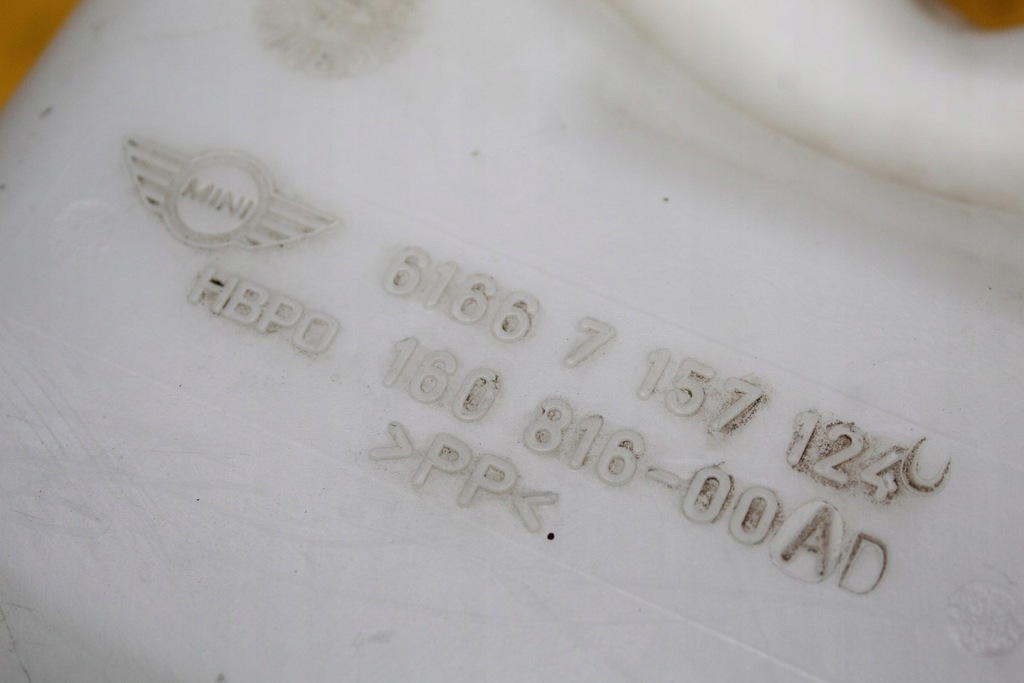 MINI
HBPO
6166 7 157 124
160 816-00 AD
>PP<